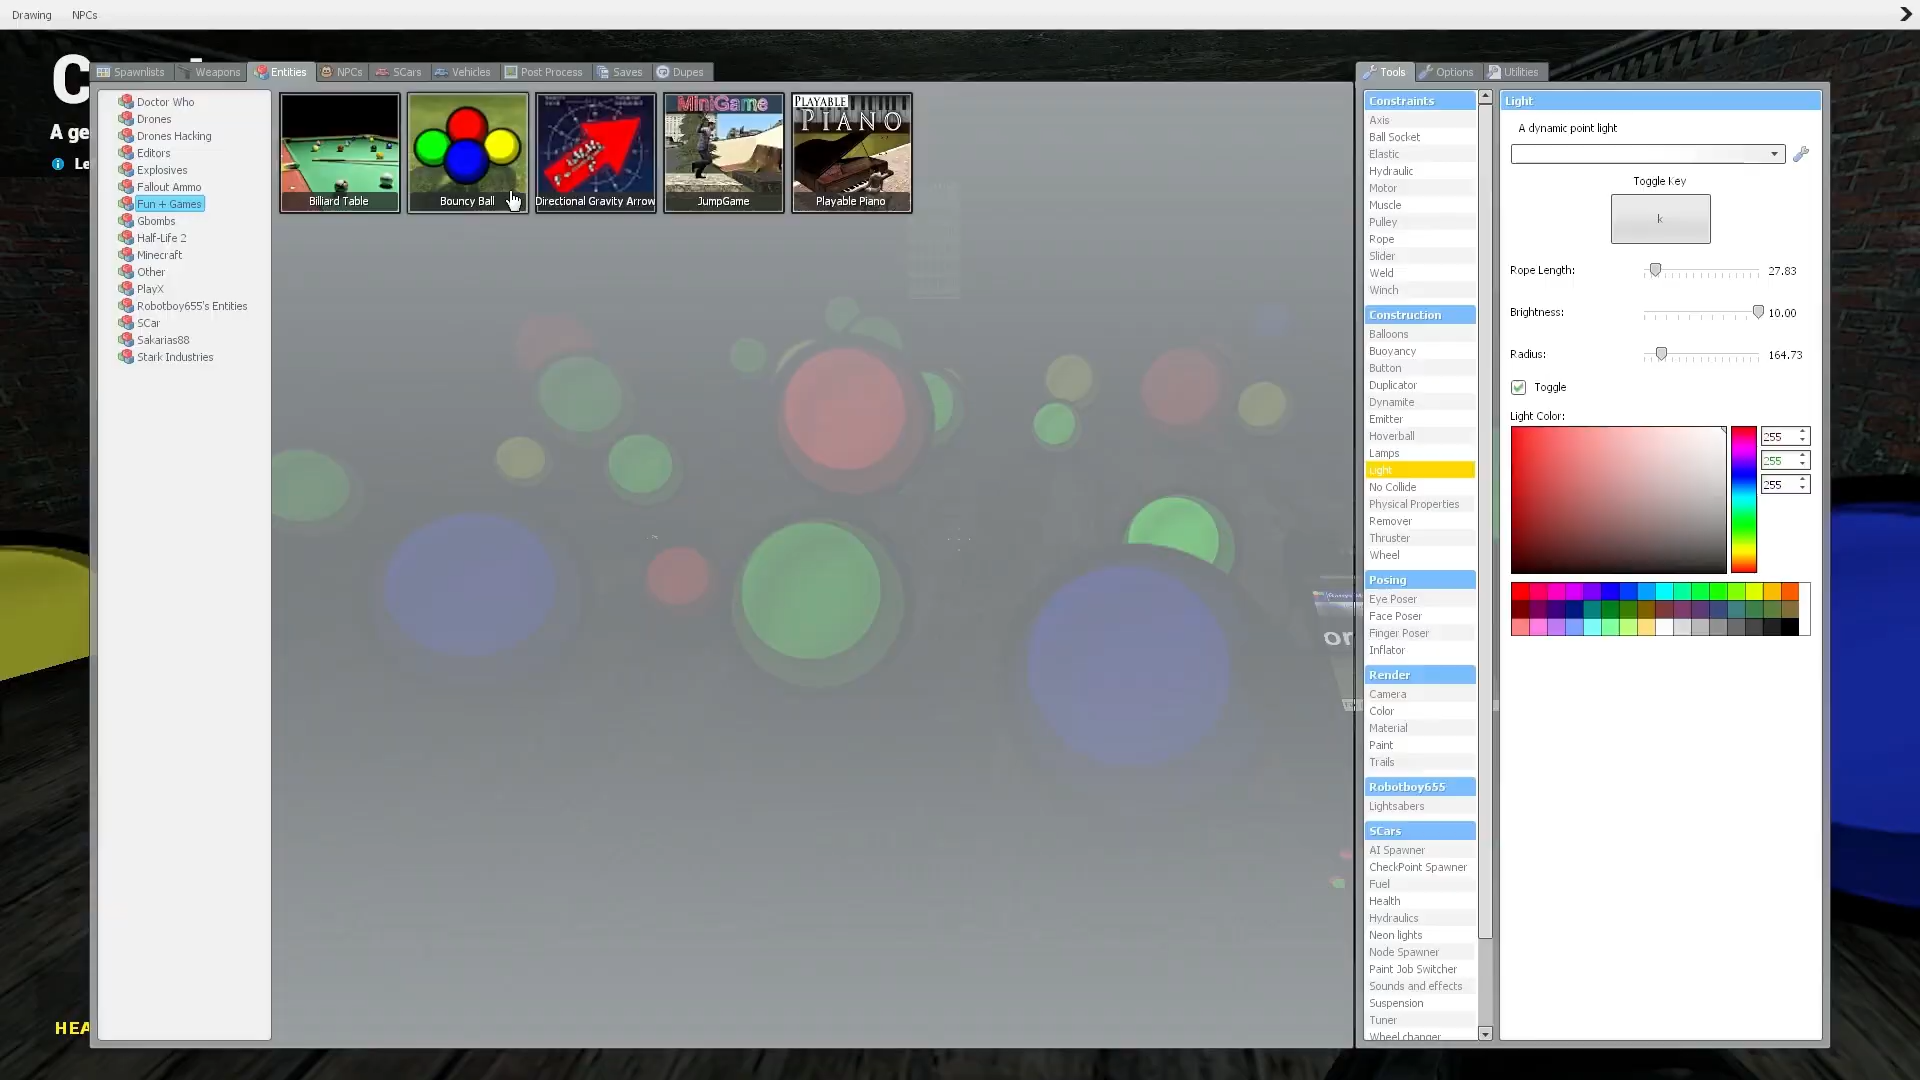 Drawing NPCs
C
A ge
Le
Spawnlists Weapons Entities NPCs SCars Vehicles Post Process Saves Dupes
Doctor Who
Drones
Drones Hacking
Editors
Explosives
Fallout Ammo
Fun + Games
Gbombs
Half-Life 2
Minecraft
Other
PlayX
Robotboy655's Entities
SCar
Sakarias88
Stark Industries
Billiard Table
Bouncy Ball
Directional Gravity Arrow
MiniGame
JumpGame
PLAYABLE
PIANO
Playable Piano
or
HEA
Tools Options Utilities
Constraints
Axis
Ball Socket
Elastic
Hydraulic
Motor
Muscle
Pulley
Rope
Slider
Weld
Winch
Construction
Balloons
Buoyancy
Button
Duplicator
Dynamite
Emitter
Hoverball
Lamps
Light
No Collide
Physical Properties
Remover
Thruster
Wheel
Posing
Eye Poser
Face Poser
Finger Poser
Inflator
Render
Camera
Color
Material
Paint
Trails
Robotboy655
Lightsabers
SCars
AI Spawner
CheckPoint Spawner
Fuel
Health
Hydraulics
Neon lights
Node Spawner
Paint Job Switcher
Sounds and effects
Suspension
Tuner
Wheel changer
Light
A dynamic point light
Toggle Key
k
Rope Length: 27.83
Brightness: 10.00
Radius: 164.73
Toggle
Light Color:
255
255
255